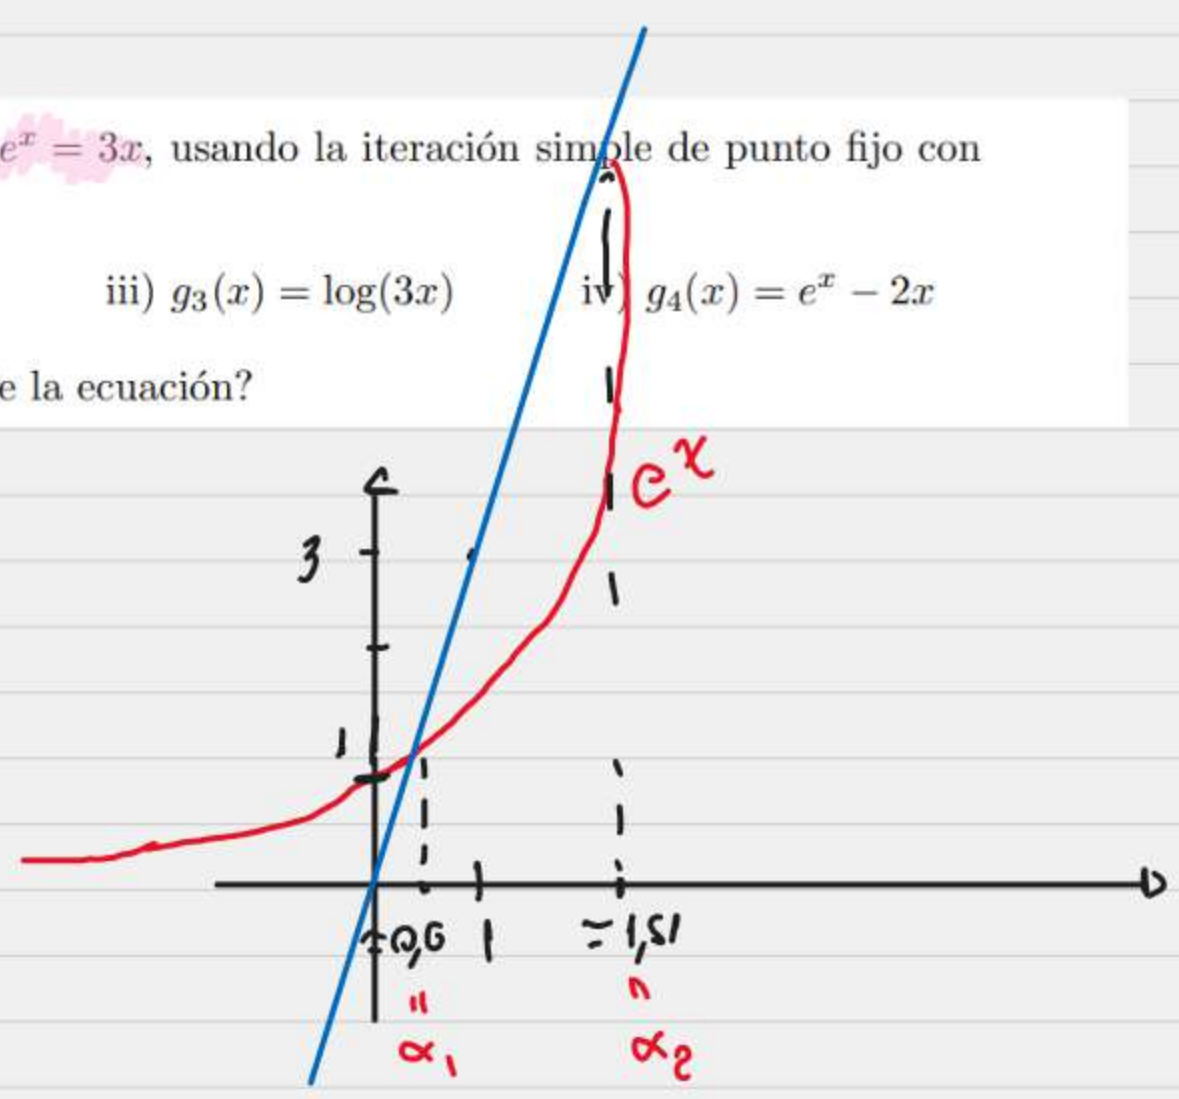 e^x = 3x, usando la iteración simple de punto fijo con
iii) g₃(x) = log(3x) iv) g₄(x) = e^x − 2x
e la ecuación?
e^x
3
1
≈0,6 1 ≈1,51
" "
α₁ α₂